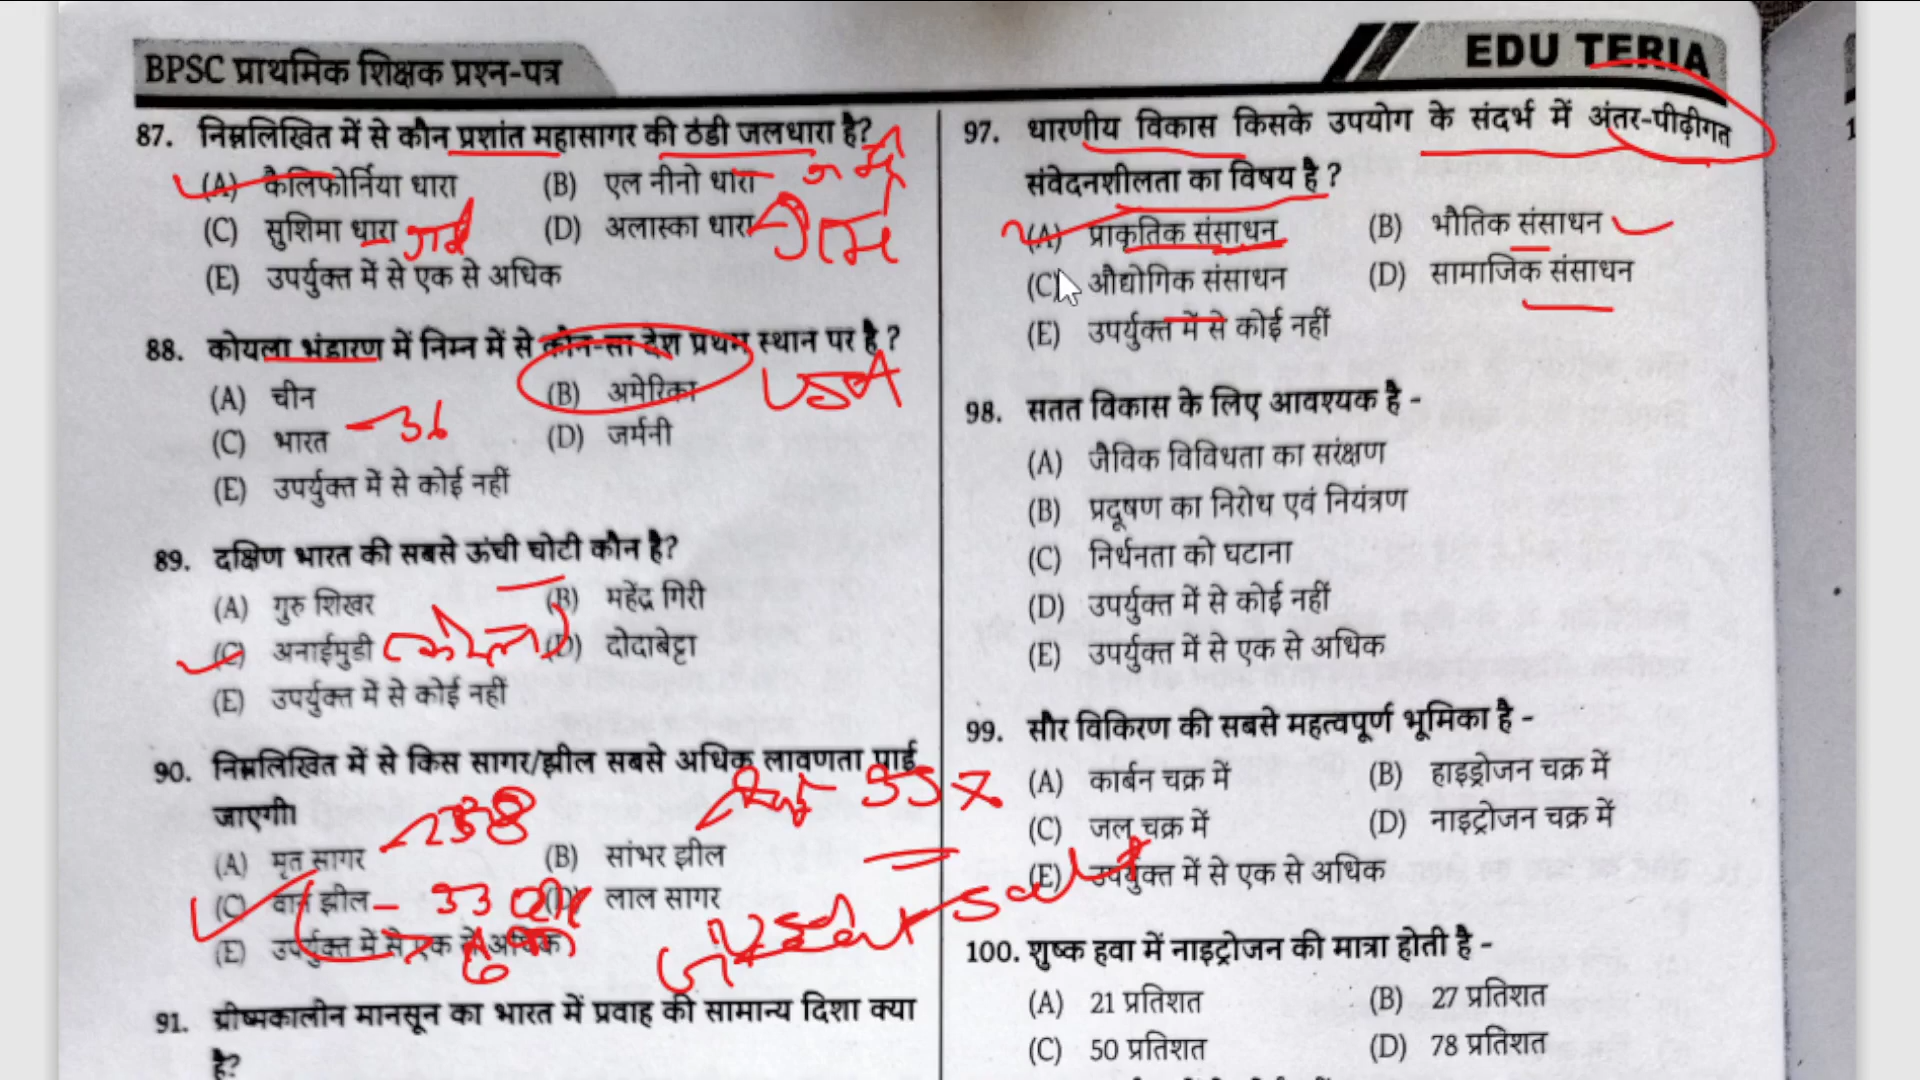 BPSC प्राथमिक शिक्षक प्रश्न-पत्र
EDU TERIA
87. निम्नलिखित में से कौन प्रशांत महासागर की ठंडी जलधारा है?
(A) कैलिफोर्निया धारा (B) एल नीनो धारा
(C) सुशिमा धारा (D) अलास्का धारा
(E) उपर्युक्त में से एक से अधिक
88. कोयला भंडारण में निम्न में से कौन-सा देश प्रथम स्थान पर है ?
USA
(A) चीन (B) अमेरिका
(C) भारत (D) जर्मनी
(E) उपर्युक्त में से कोई नहीं
89. दक्षिण भारत की सबसे ऊंची चोटी कौन है?
(A) गुरु शिखर (B) महेंद्र गिरी
(C) अनाईमुडी (D) दोदाबेट्टा
(E) उपर्युक्त में से कोई नहीं
90. निम्नलिखित में से किस सागर/झील सबसे अधिक लावणता पाई
जाएगी।
238
(A) मृत सागर (B) सांभर झील
(C) वान झील (D) लाल सागर
330
(E) उपर्युक्त में से एक से अधिक
91. ग्रीष्मकालीन मानसून का भारत में प्रवाह की सामान्य दिशा क्या
है?
97. धारणीय विकास किसके उपयोग के संदर्भ में अंतर-पीढ़ीगत
संवेदनशीलता का विषय है ?
(A) प्राकृतिक संसाधन (B) भौतिक संसाधन
(C) औद्योगिक संसाधन (D) सामाजिक संसाधन
(E) उपर्युक्त में से कोई नहीं
98. सतत विकास के लिए आवश्यक है -
(A) जैविक विविधता का सरंक्षण
(B) प्रदूषण का निरोध एवं नियंत्रण
(C) निर्धनता को घटाना
(D) उपर्युक्त में से कोई नहीं
(E) उपर्युक्त में से एक से अधिक
99. सौर विकिरण की सबसे महत्वपूर्ण भूमिका है -
(A) कार्बन चक्र में (B) हाइड्रोजन चक्र में
(C) जल चक्र में (D) नाइट्रोजन चक्र में
(E) उपर्युक्त में से एक से अधिक
100. शुष्क हवा में नाइट्रोजन की मात्रा होती है -
(A) 21 प्रतिशत (B) 27 प्रतिशत
(C) 50 प्रतिशत (D) 78 प्रतिशत